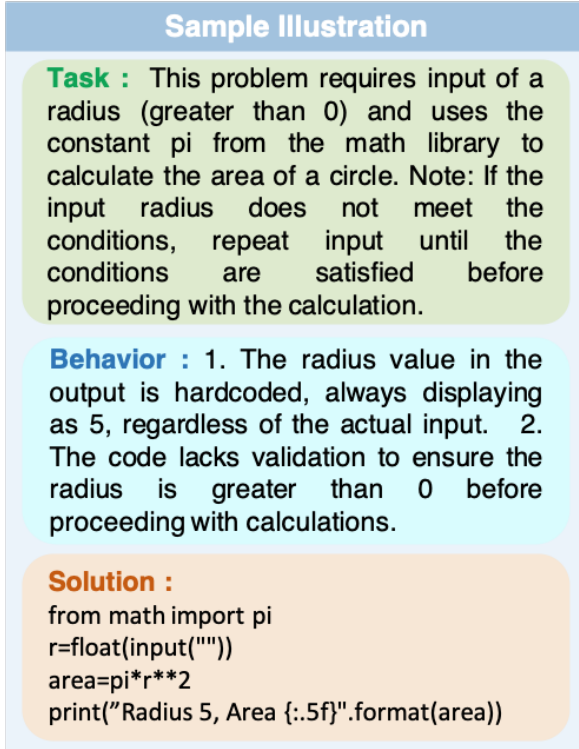 Sample Illustration
Task : This problem requires input of a
radius (greater than 0) and uses the
constant pi from the math library to
calculate the area of a circle. Note: If the
input radius does not meet the
conditions, repeat input until the
conditions are satisfied before
proceeding with the calculation.
Behavior : 1. The radius value in the
output is hardcoded, always displaying
as 5, regardless of the actual input. 2.
The code lacks validation to ensure the
radius is greater than 0 before
proceeding with calculations.
Solution :
from math import pi
r=float(input(""))
area=pi*r**2
print(”Radius 5, Area {:.5f}".format(area))